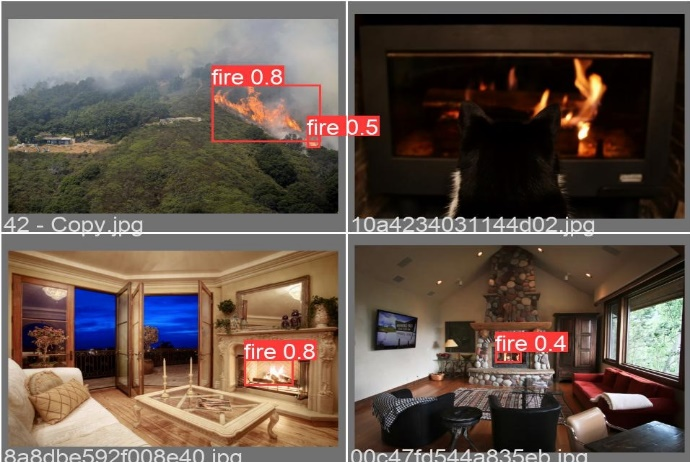 fire 0.8
fire 0.5
42 - Copy.jpg
10a4234031144d02.jpg
fire 0.8
fire 0.4
8a8dbe592f008e40.jpg
00c47fd544a835eb.jpg